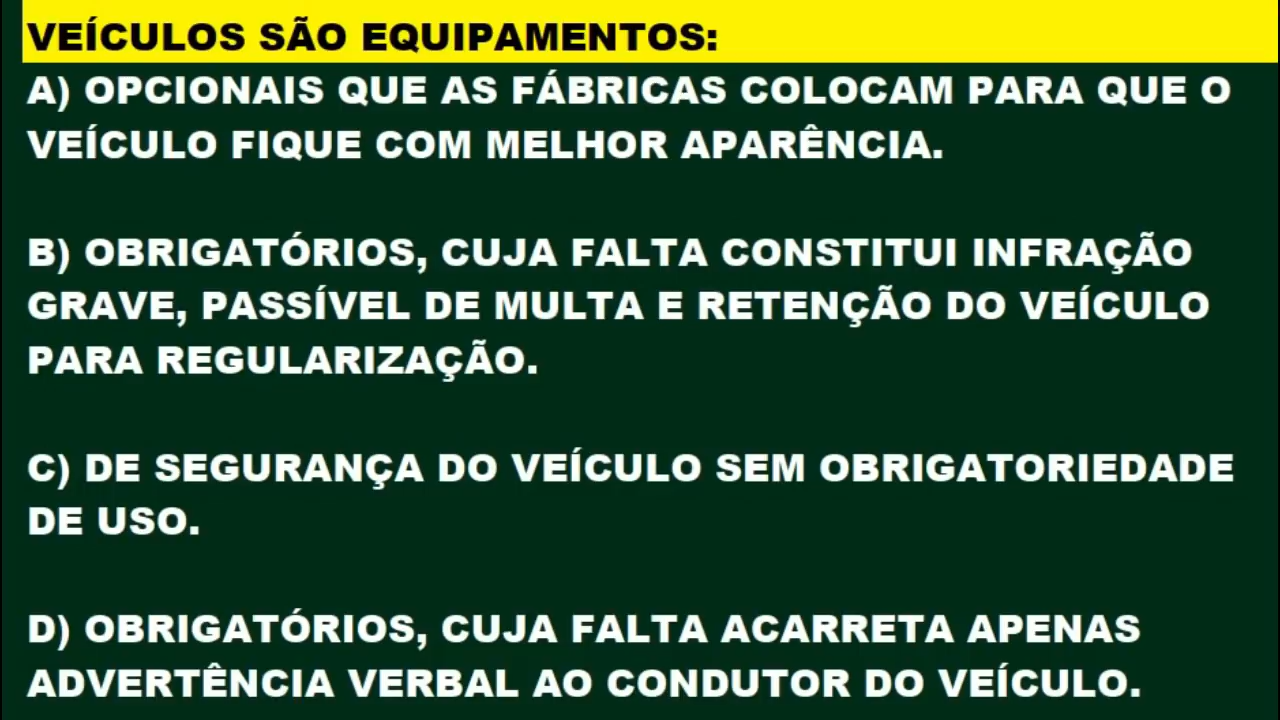 VEÍCULOS SÃO EQUIPAMENTOS:
A) OPCIONAIS QUE AS FÁBRICAS COLOCAM PARA QUE O
VEÍCULO FIQUE COM MELHOR APARÊNCIA.
B) OBRIGATÓRIOS, CUJA FALTA CONSTITUI INFRAÇÃO
GRAVE, PASSÍVEL DE MULTA E RETENÇÃO DO VEÍCULO
PARA REGULARIZAÇÃO.
C) DE SEGURANÇA DO VEÍCULO SEM OBRIGATORIEDADE
DE USO.
D) OBRIGATÓRIOS, CUJA FALTA ACARRETA APENAS
ADVERTÊNCIA VERBAL AO CONDUTOR DO VEÍCULO.